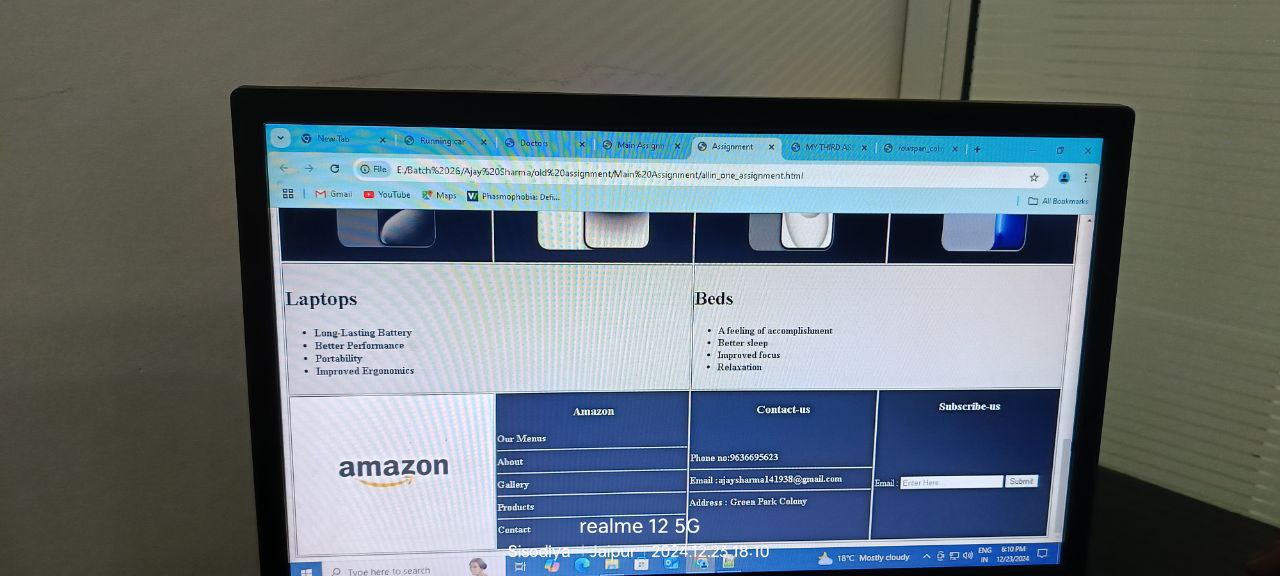 New Tab
Running car
Doctors
Main Assignm
Assignment
MY THIRD AS
rowspan_col
File E:/Batch%2026/Ajay%20Sharma/old%20assignment/Main%20Assignment/allin_one_assignment.html
Gmail YouTube Maps Phasmophobia: Defi... All Bookmarks
Laptops
Long-Lasting Battery
Better Performance
Portability
Improved Ergonomics
Beds
A feeling of accomplishment
Better sleep
Improved focus
Relaxation
amazon
Amazon
Our Menus
About
Gallery
Products
Contact
Contact-us
Phone no:9636695623
Email :ajaysharma141938@gmail.com
Address : Green Park Colony
Subscribe-us
Email : Enter Here... Submit
realme 12 5G
Sisodiya Jaipur 2024.12.23 18:10
Type here to search
18°C Mostly cloudy
ENG
IN
6:10 PM
12/23/2024